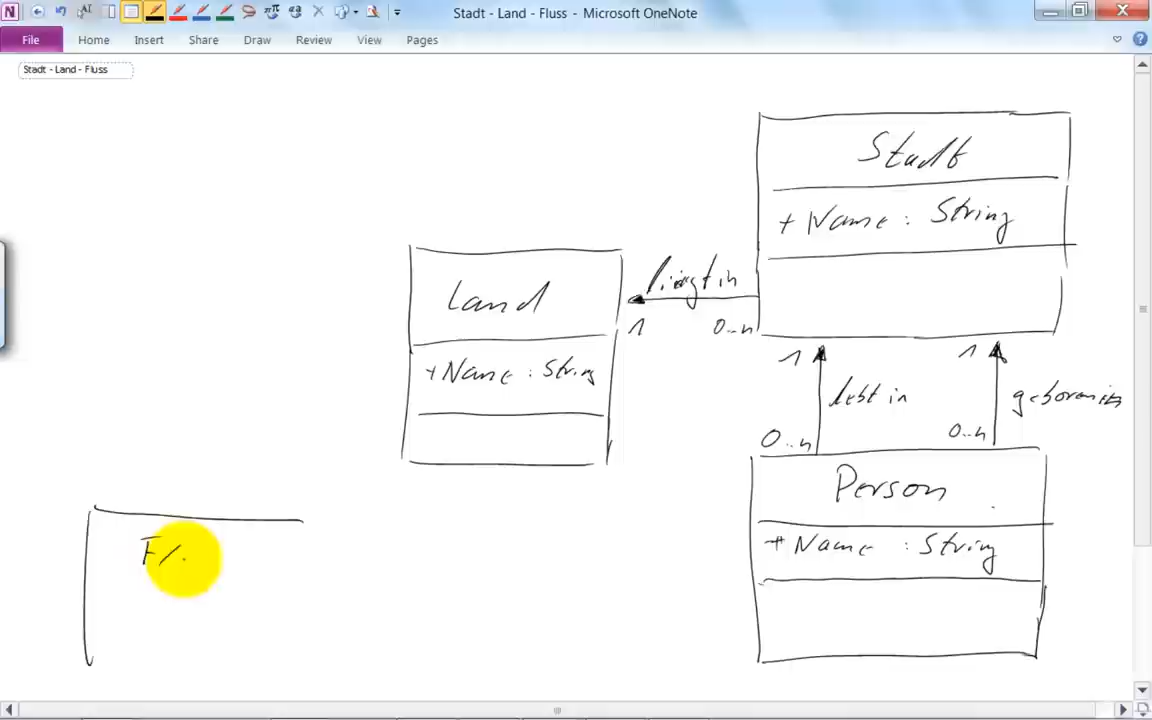 Stadt - Land - Fluss - Microsoft OneNote
File Home Insert Share Draw Review View Pages
Stadt - Land - Fluss
Stadt
+ Name : String
Land
+ Name : String
liegt in
1
0..n
1
lebt in
0..n
1
geboren in
0..n
Person
+ Name : String